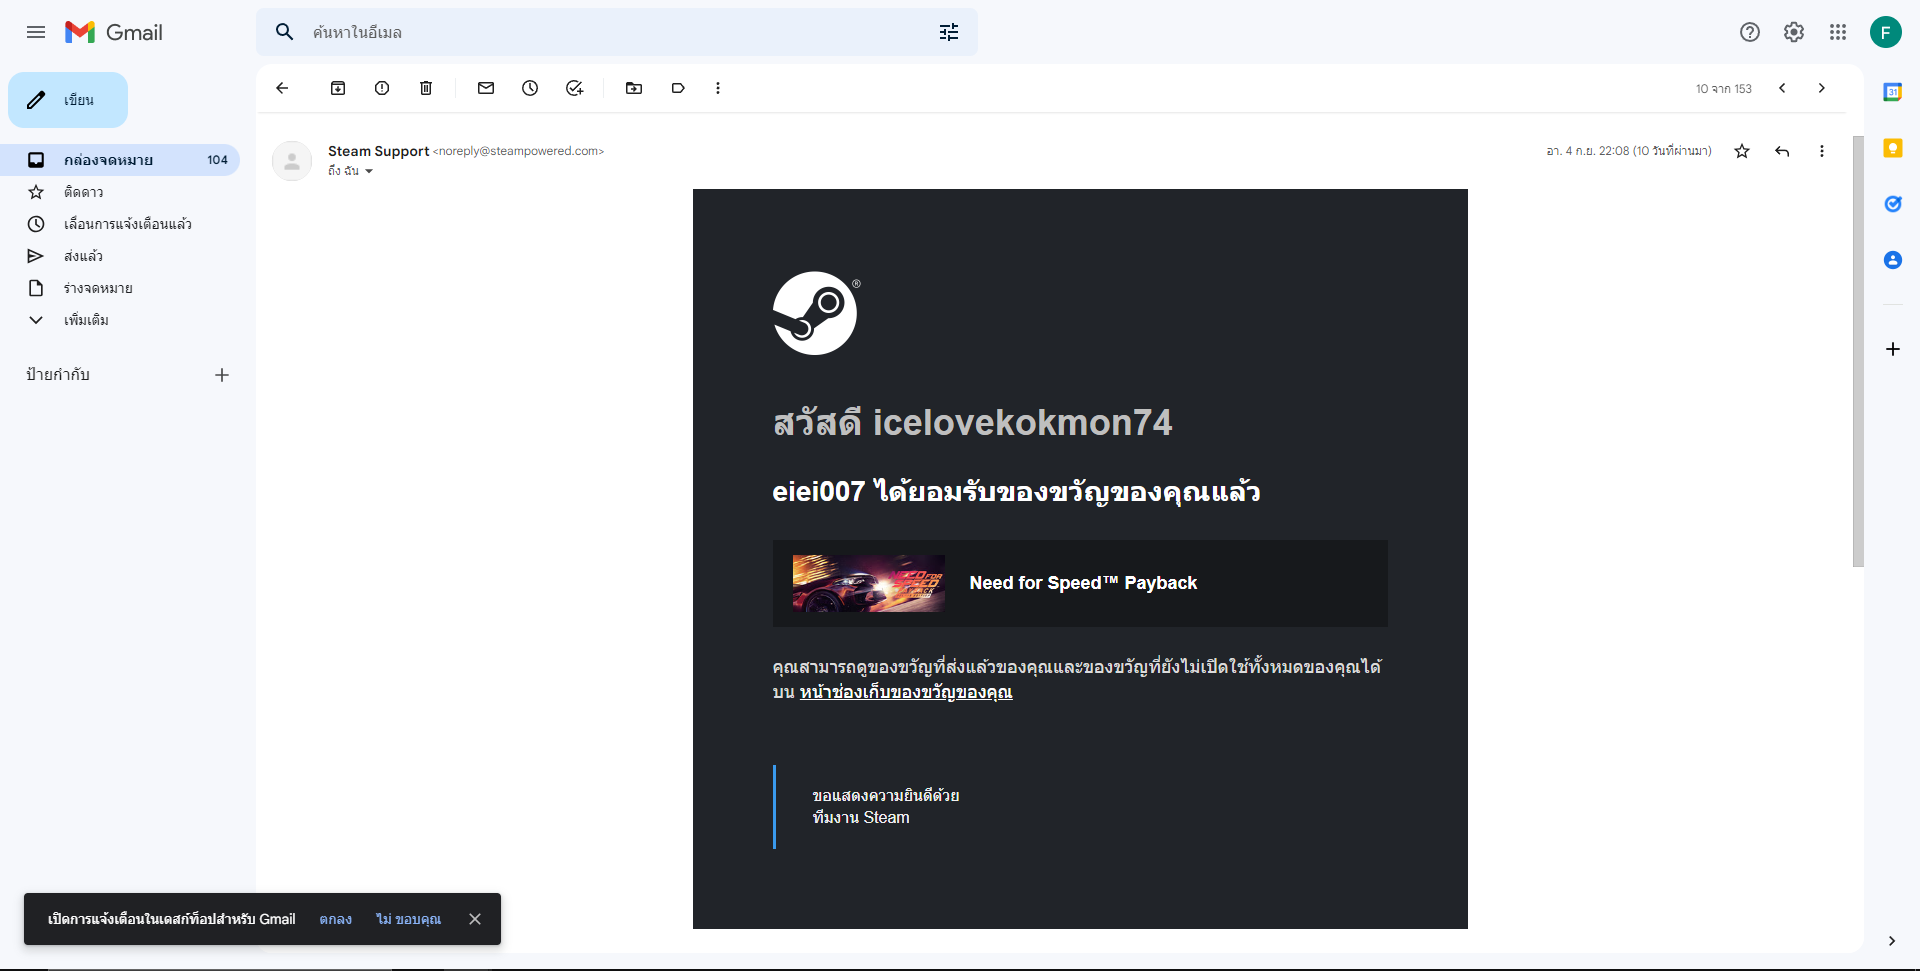 Gmail
ค้นหาในอีเมล
F
เขียน
10 จาก 153
กล่องจดหมาย 104
ติดดาว
เลื่อนการแจ้งเตือนแล้ว
ส่งแล้ว
ร่างจดหมาย
เพิ่มเติม
ป้ายกำกับ
Steam Support <noreply@steampowered.com>
อา. 4 ก.ย. 22:08 (10 วันที่ผ่านมา)
ถึง ฉัน
31
®
สวัสดี icelovekokmon74
eiei007 ได้ยอมรับของขวัญของคุณแล้ว
NEED FOR
SPEED
PAYBACK
Need for Speed™ Payback
คุณสามารถดูของขวัญที่ส่งแล้วของคุณและของขวัญที่ยังไม่เปิดใช้ทั้งหมดของคุณได้
บน หน้าช่องเก็บของขวัญของคุณ
ขอแสดงความยินดีด้วย
ทีมงาน Steam
เปิดการแจ้งเตือนในเดสก์ท็อปสำหรับ Gmail ตกลง ไม่ ขอบคุณ